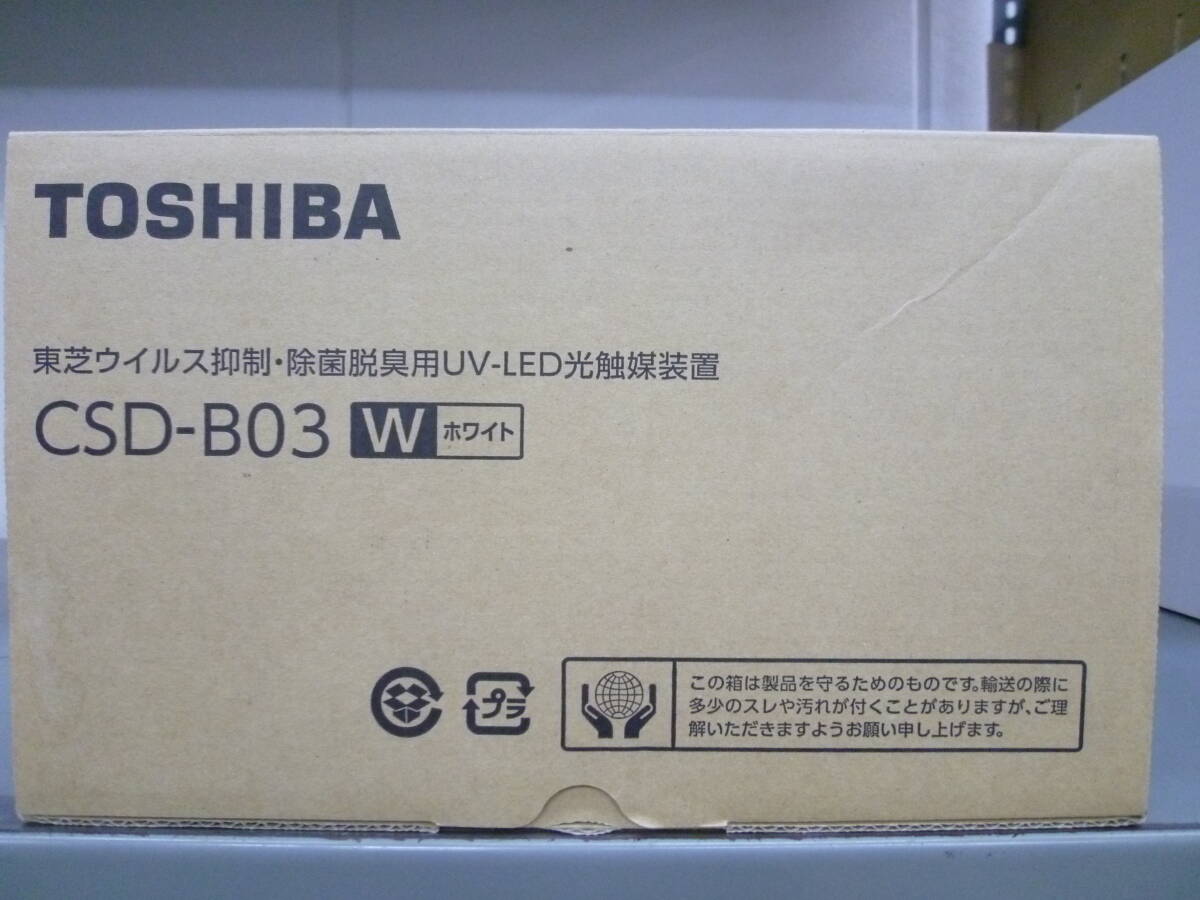 TOSHIBA
東芝ウイルス抑制・除菌脱臭用UV-LED光触媒装置
CSD-B03 W ホワイト
プラ
この箱は製品を守るためのものです。輸送の際に
多少のスレや汚れが付くことがありますが、ご理
解いただきますようお願い申し上げます。